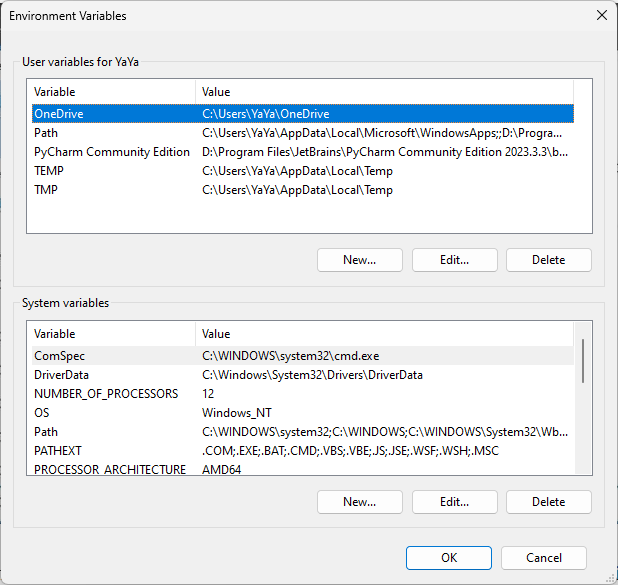 Environment Variables
User variables for YaYa
Variable Value
OneDrive C:\Users\YaYa\OneDrive
Path C:\Users\YaYa\AppData\Local\Microsoft\WindowsApps;;D:\Progra...
PyCharm Community Edition D:\Program Files\JetBrains\PyCharm Community Edition 2023.3.3\b...
TEMP C:\Users\YaYa\AppData\Local\Temp
TMP C:\Users\YaYa\AppData\Local\Temp
New... Edit... Delete
System variables
Variable Value
ComSpec C:\WINDOWS\system32\cmd.exe
DriverData C:\Windows\System32\Drivers\DriverData
NUMBER_OF_PROCESSORS 12
OS Windows_NT
Path C:\WINDOWS\system32;C:\WINDOWS;C:\WINDOWS\System32\Wb...
PATHEXT .COM;.EXE;.BAT;.CMD;.VBS;.VBE;.JS;.JSE;.WSF;.WSH;.MSC
PROCESSOR_ARCHITECTURE AMD64
New... Edit... Delete
OK Cancel